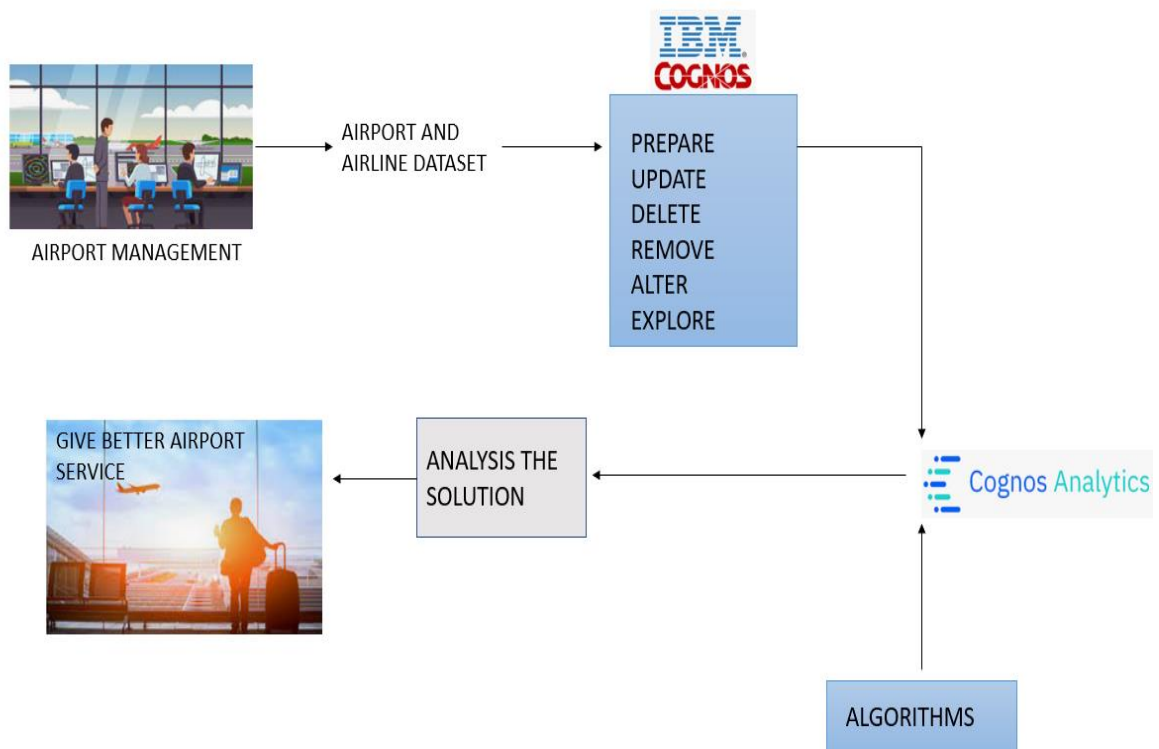 IBM
COGNOS
AIRPORT AND
AIRLINE DATASET
AIRPORT MANAGEMENT
PREPARE
UPDATE
DELETE
REMOVE
ALTER
EXPLORE
GIVE BETTER AIRPORT
SERVICE
ANALYSIS THE
SOLUTION
Cognos Analytics
ALGORITHMS